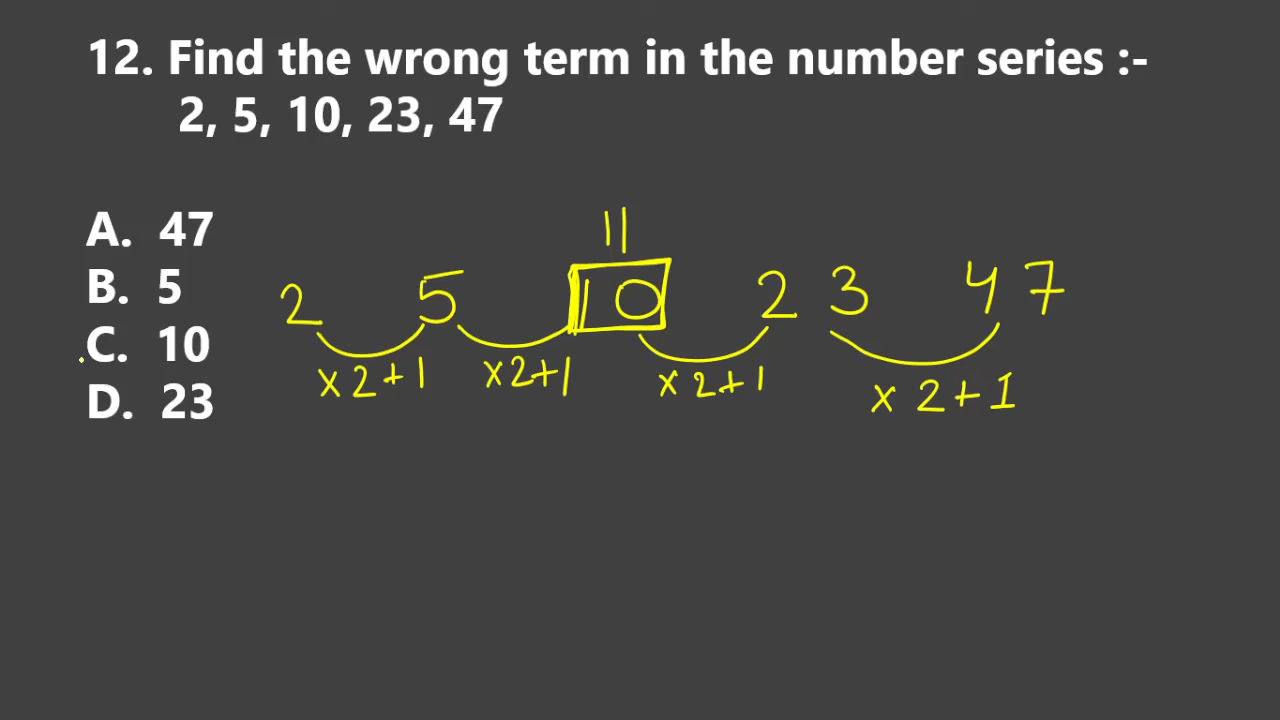 12. Find the wrong term in the number series :-
2, 5, 10, 23, 47
A. 47
B. 5
C. 10
D. 23
11
2 5 10 23 47
x2+1 x2+1 x2+1 x2+1